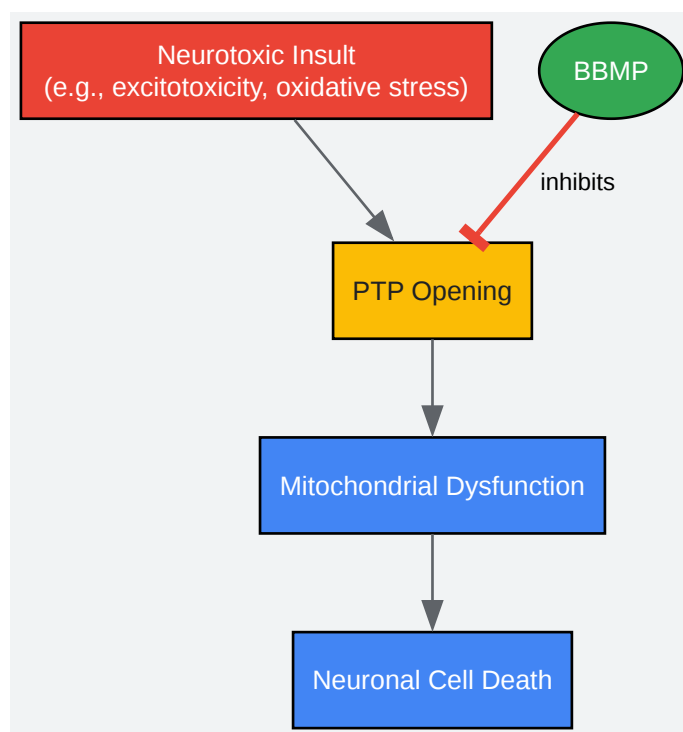 Neurotoxic Insult
(e.g., excitotoxicity, oxidative stress)
BBMP
inhibits
PTP Opening
Mitochondrial Dysfunction
Neuronal Cell Death